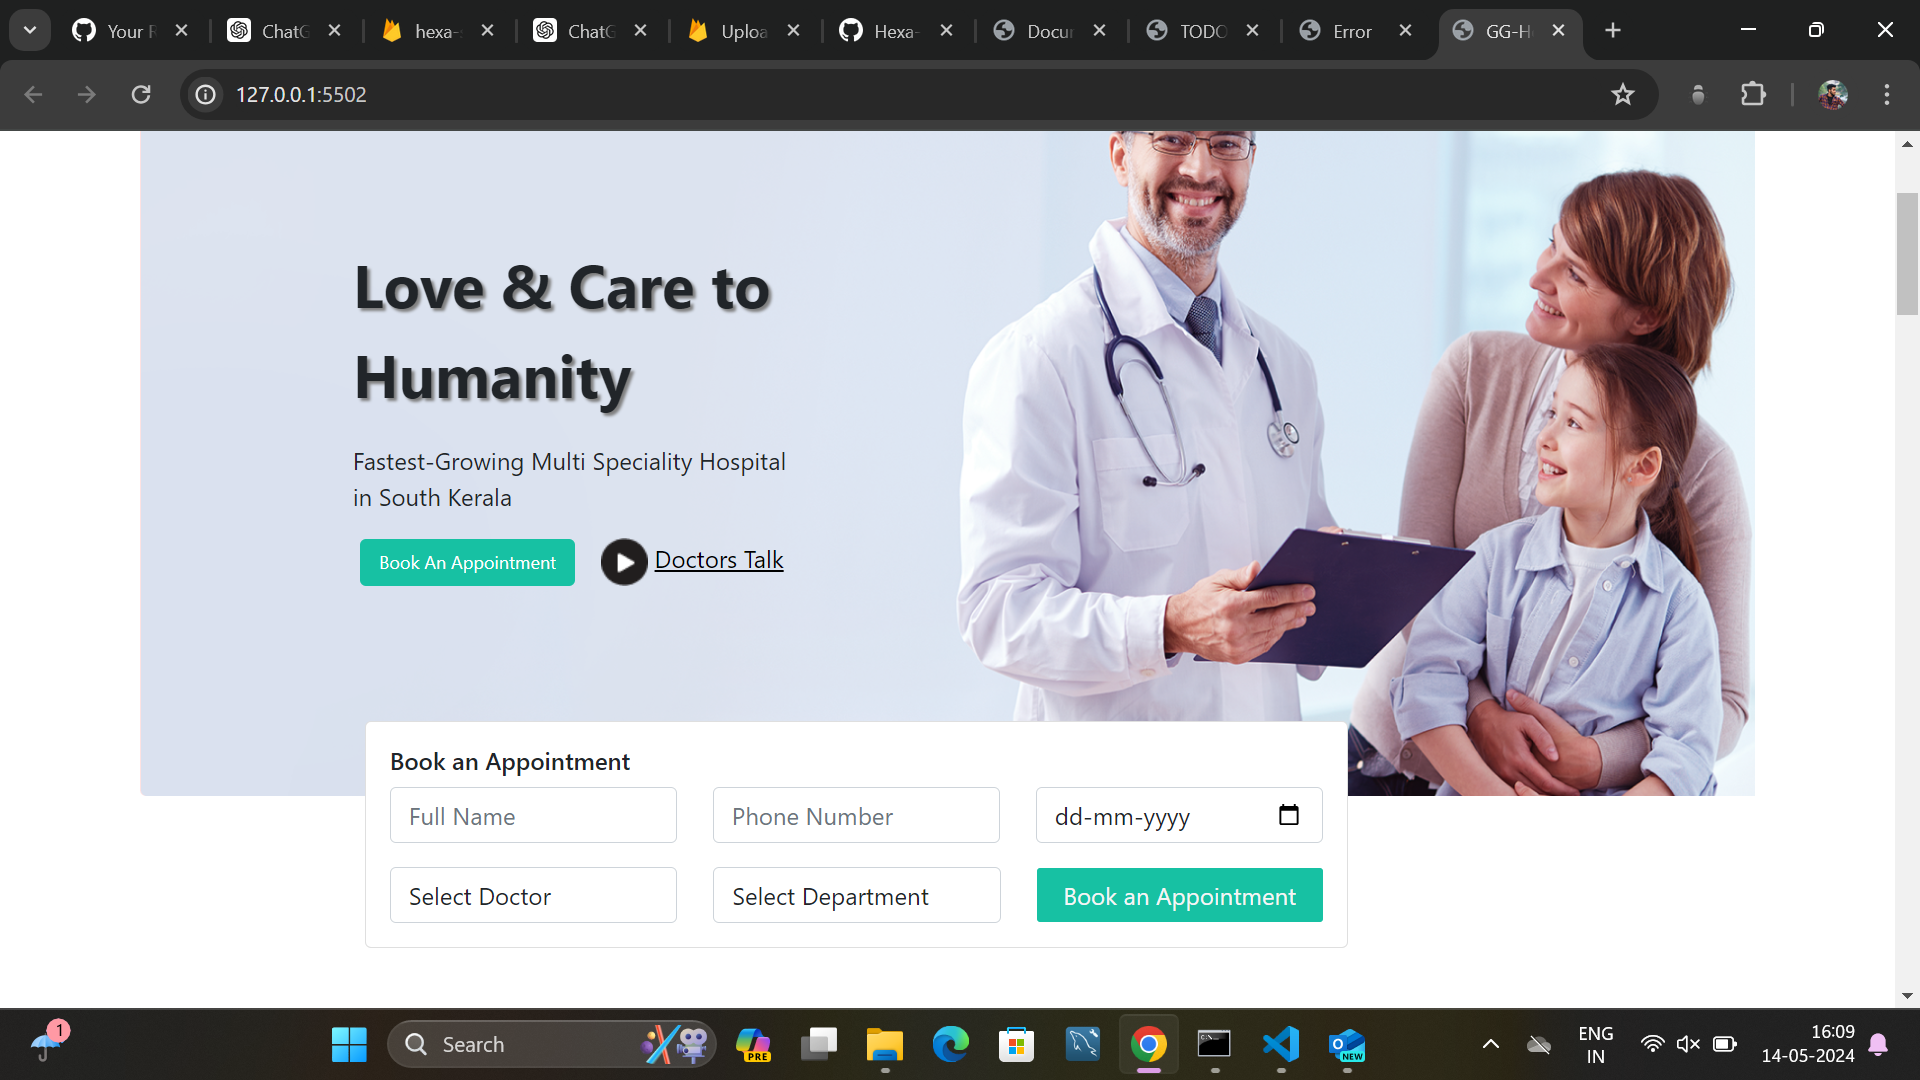 Your R
ChatG
hexa-
ChatG
Uploa
Hexa-
Docur
TODO
Error
GG-H
127.0.0.1:5502
Love & Care to
Humanity
Fastest-Growing Multi Speciality Hospital
in South Kerala
Book An Appointment
Doctors Talk
Book an Appointment
Full Name
Phone Number
dd-mm-yyyy
Select Doctor
Select Department
Book an Appointment
1
Search
PRE
NEW
ENG
IN
16:09
14-05-2024